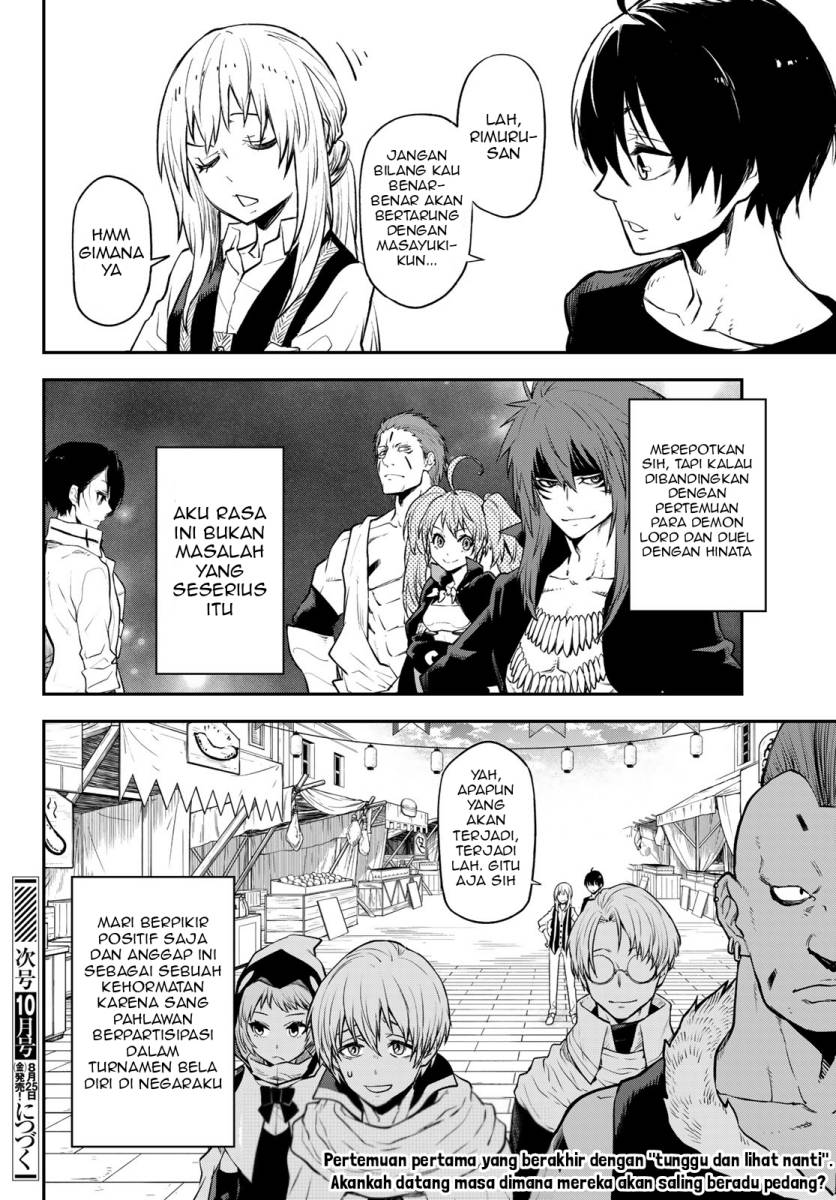 LAH,
RIMURU-
SAN
JANGAN
BILANG KAU
BENAR-
BENAR AKAN
BERTARUNG
DENGAN
MASAYUKI-
KUN...
HMM
GIMANA
YA
MEREPOTKAN
SIH, TAPI KALAU
DIBANDINGKAN
DENGAN
PERTEMUAN
PARA DEMON
LORD DAN DUEL
DENGAN HINATA
AKU RASA
INI BUKAN
MASALAH
YANG
SESERIUS
ITU
YAH,
APAPUN
YANG
AKAN
TERJADI,
TERJADI
LAH. GITU
AJA SIH
MARI BERPIKIR
POSITIF SAJA
DAN ANGGAP INI
SEBAGAI SEBUAH
KEHORMATAN
KARENA SANG
PAHLAWAN
BERPARTISIPASI
DALAM
TURNAMEN BELA
DIRI DI NEGARAKU
次号10月号8月25日(金)発売!につづく
Pertemuan pertama yang berakhir dengan "tunggu dan lihat nanti".
Akankah datang masa dimana mereka akan saling beradu pedang?